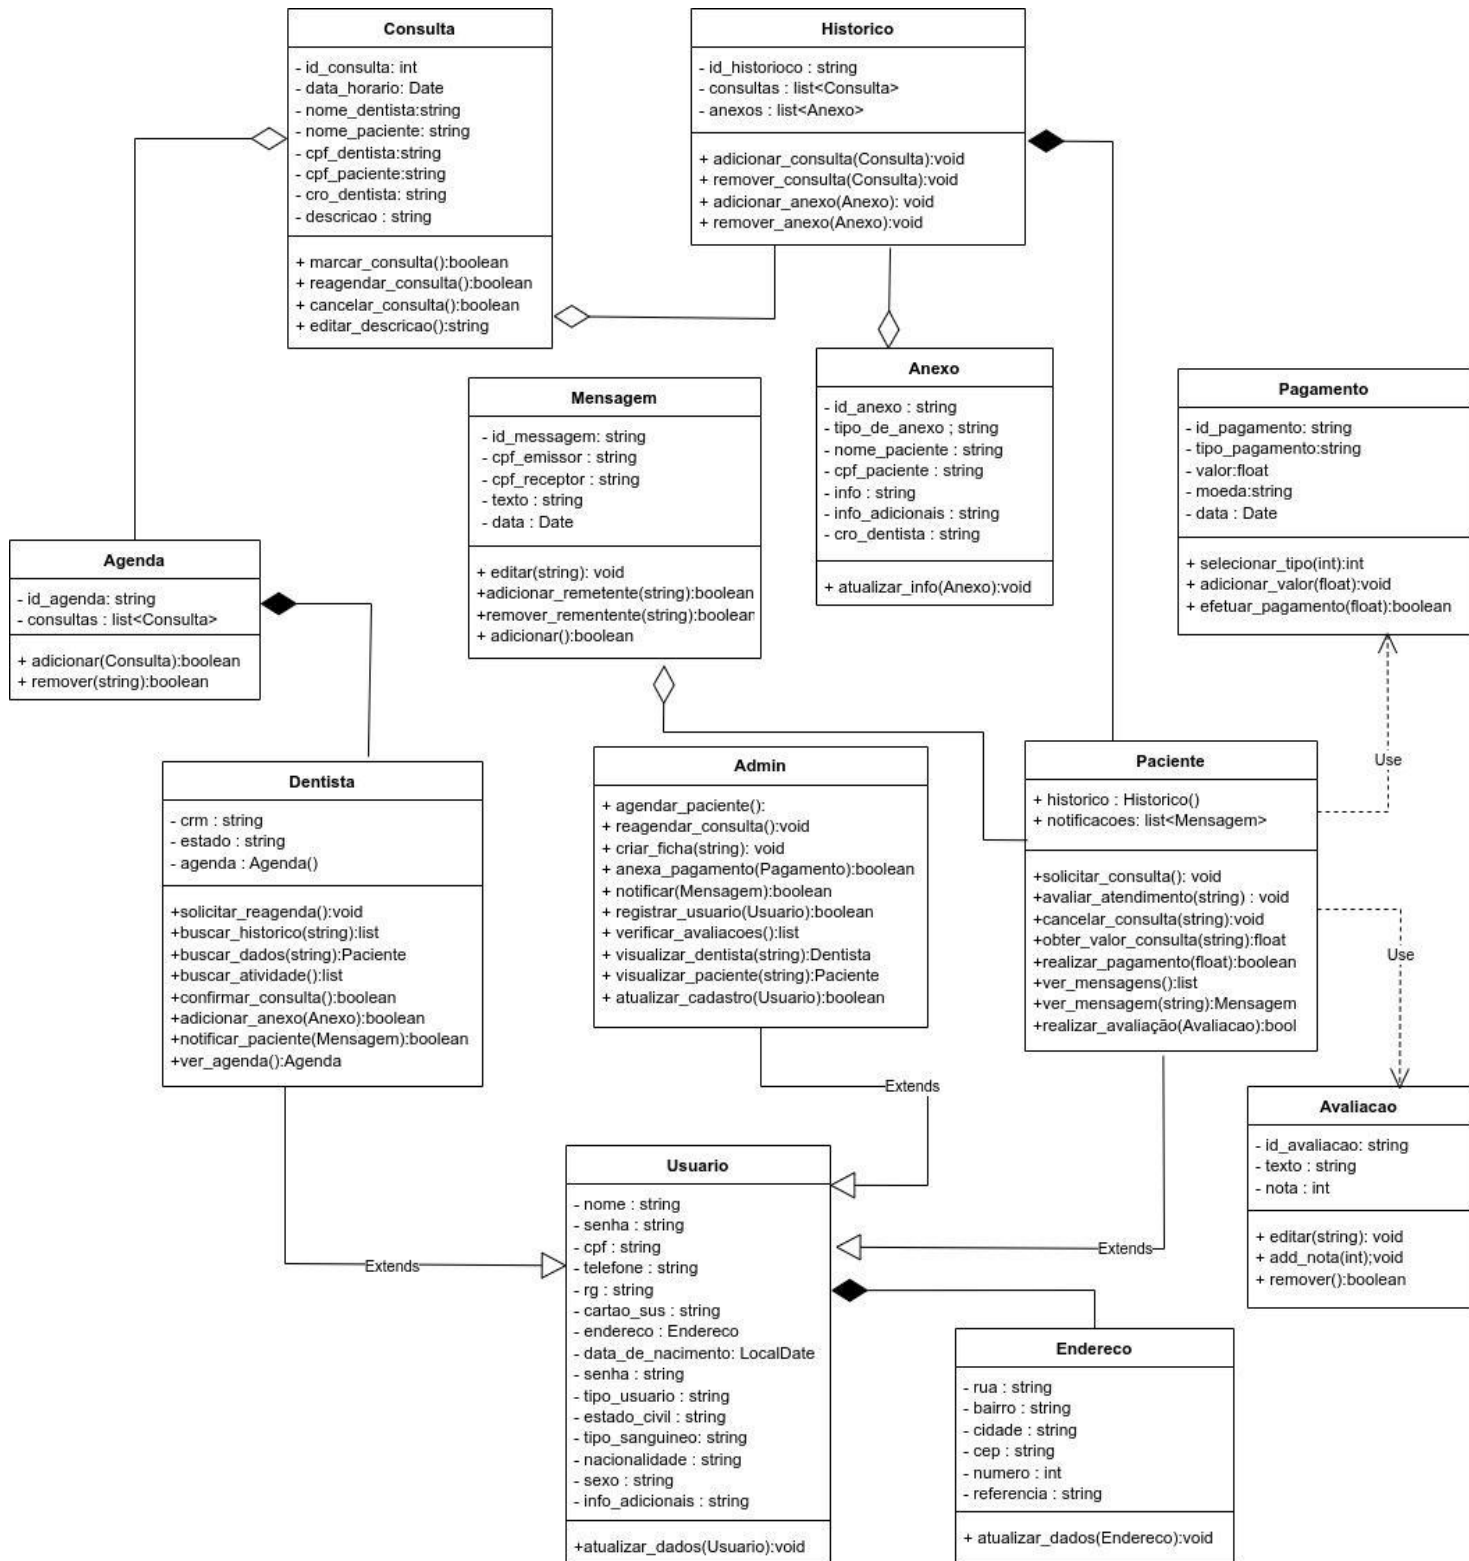 Consulta
- id_consulta: int
- data_horario: Date
- nome_dentista:string
- nome_paciente: string
- cpf_dentista:string
- cpf_paciente:string
- cro_dentista: string
- descricao : string
+ marcar_consulta():boolean
+ reagendar_consulta():boolean
+ cancelar_consulta():boolean
+ editar_descricao():string
Historico
- id_historioco : string
- consultas : list<Consulta>
- anexos : list<Anexo>
+ adicionar_consulta(Consulta):void
+ remover_consulta(Consulta):void
+ adicionar_anexo(Anexo): void
+ remover_anexo(Anexo):void
Mensagem
- id_messagem: string
- cpf_emissor : string
- cpf_receptor : string
- texto : string
- data : Date
+ editar(string): void
+adicionar_remetente(string):boolean
+remover_rementente(string):boolean
+ adicionar():boolean
Anexo
- id_anexo : string
- tipo_de_anexo ; string
- nome_paciente : string
- cpf_paciente : string
- info : string
- info_adicionais : string
- cro_dentista : string
+ atualizar_info(Anexo):void
Pagamento
- id_pagamento: string
- tipo_pagamento:string
- valor:float
- moeda:string
- data : Date
+ selecionar_tipo(int):int
+ adicionar_valor(float):void
+ efetuar_pagamento(float):boolean
Agenda
- id_agenda: string
- consultas : list<Consulta>
+ adicionar(Consulta):boolean
+ remover(string):boolean
Dentista
- crm : string
- estado : string
- agenda : Agenda()
+solicitar_reagenda():void
+buscar_historico(string):list
+buscar_dados(string):Paciente
+buscar_atividade():list
+confirmar_consulta():boolean
+adicionar_anexo(Anexo):boolean
+notificar_paciente(Mensagem):boolean
+ver_agenda():Agenda
Admin
+ agendar_paciente():
+ reagendar_consulta():void
+ criar_ficha(string): void
+ anexa_pagamento(Pagamento):boolean
+ notificar(Mensagem):boolean
+ registrar_usuario(Usuario):boolean
+ verificar_avaliacoes():list
+ visualizar_dentista(string):Dentista
+ visualizar_paciente(string):Paciente
+ atualizar_cadastro(Usuario):boolean
Paciente
+ historico : Historico()
+ notificacoes: list<Mensagem>
+solicitar_consulta(): void
+avaliar_atendimento(string) : void
+cancelar_consulta(string):void
+obter_valor_consulta(string):float
+realizar_pagamento(float):boolean
+ver_mensagens():list
+ver_mensagem(string):Mensagem
+realizar_avaliação(Avaliacao):bool
Use
Use
Extends
Extends
Extends
Usuario
- nome : string
- senha : string
- cpf : string
- telefone : string
- rg : string
- cartao_sus : string
- endereco : Endereco
- data_de_nacimento: LocalDate
- senha : string
- tipo_usuario : string
- estado_civil : string
- tipo_sanguineo: string
- nacionalidade : string
- sexo : string
- info_adicionais : string
+atualizar_dados(Usuario):void
Avaliacao
- id_avaliacao: string
- texto : string
- nota : int
+ editar(string): void
+ add_nota(int);void
+ remover():boolean
Endereco
- rua : string
- bairro : string
- cidade : string
- cep : string
- numero : int
- referencia : string
+ atualizar_dados(Endereco):void